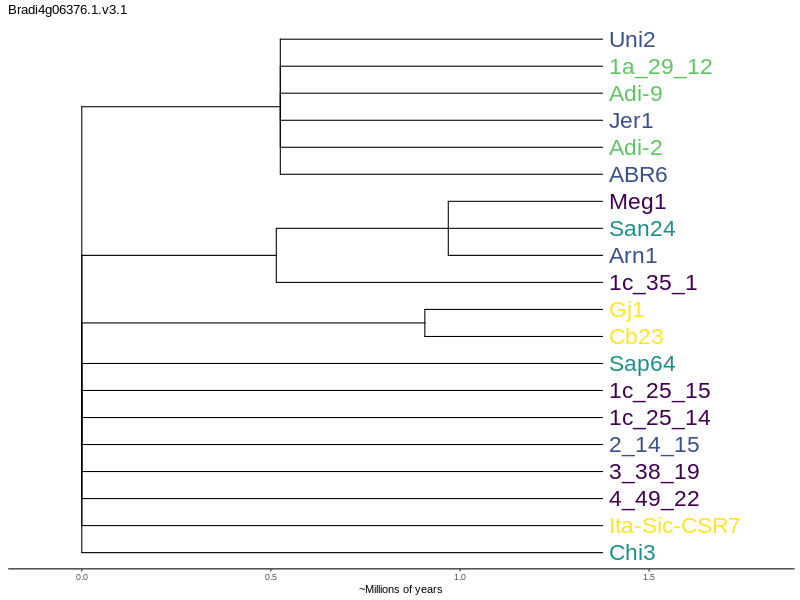 Bradi4g06376.1.v3.1
Uni2
1a_29_12
Adi-9
Jer1
Adi-2
ABR6
Meg1
San24
Arn1
1c_35_1
Gj1
Cb23
Sap64
1c_25_15
1c_25_14
2_14_15
3_38_19
4_49_22
Ita-Sic-CSR7
Chi3
0.0 0.5 1.0 1.5
~Millions of years